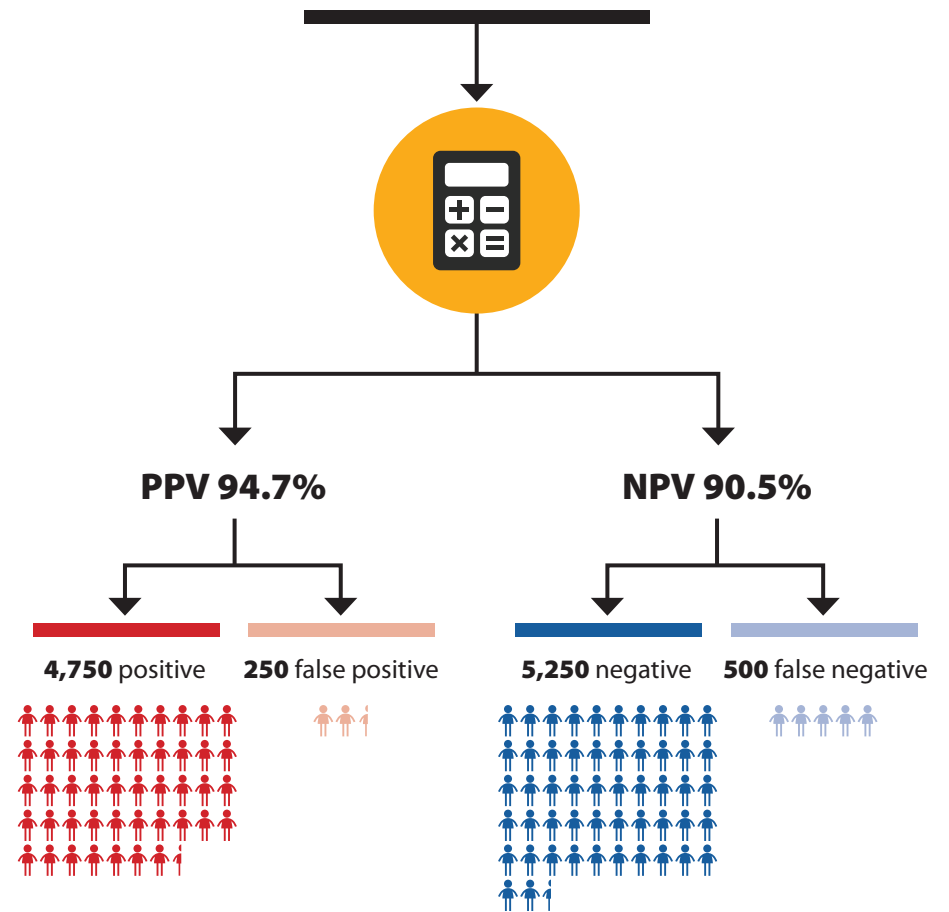 PPV 94.7%
NPV 90.5%
4,750 positive
250 false positive
5,250 negative
500 false negative